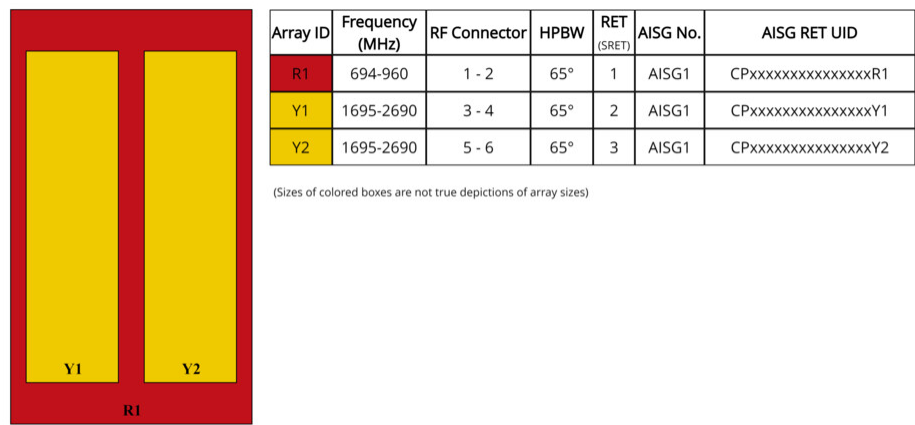 Y1 Y2
R1
Array ID Frequency (MHz) RF Connector HPBW RET (SRET) AISG No. AISG RET UID
R1 694-960 1 - 2 65° 1 AISG1 CPxxxxxxxxxxxxxxxR1
Y1 1695-2690 3 - 4 65° 2 AISG1 CPxxxxxxxxxxxxxxxY1
Y2 1695-2690 5 - 6 65° 3 AISG1 CPxxxxxxxxxxxxxxxY2
(Sizes of colored boxes are not true depictions of array sizes)